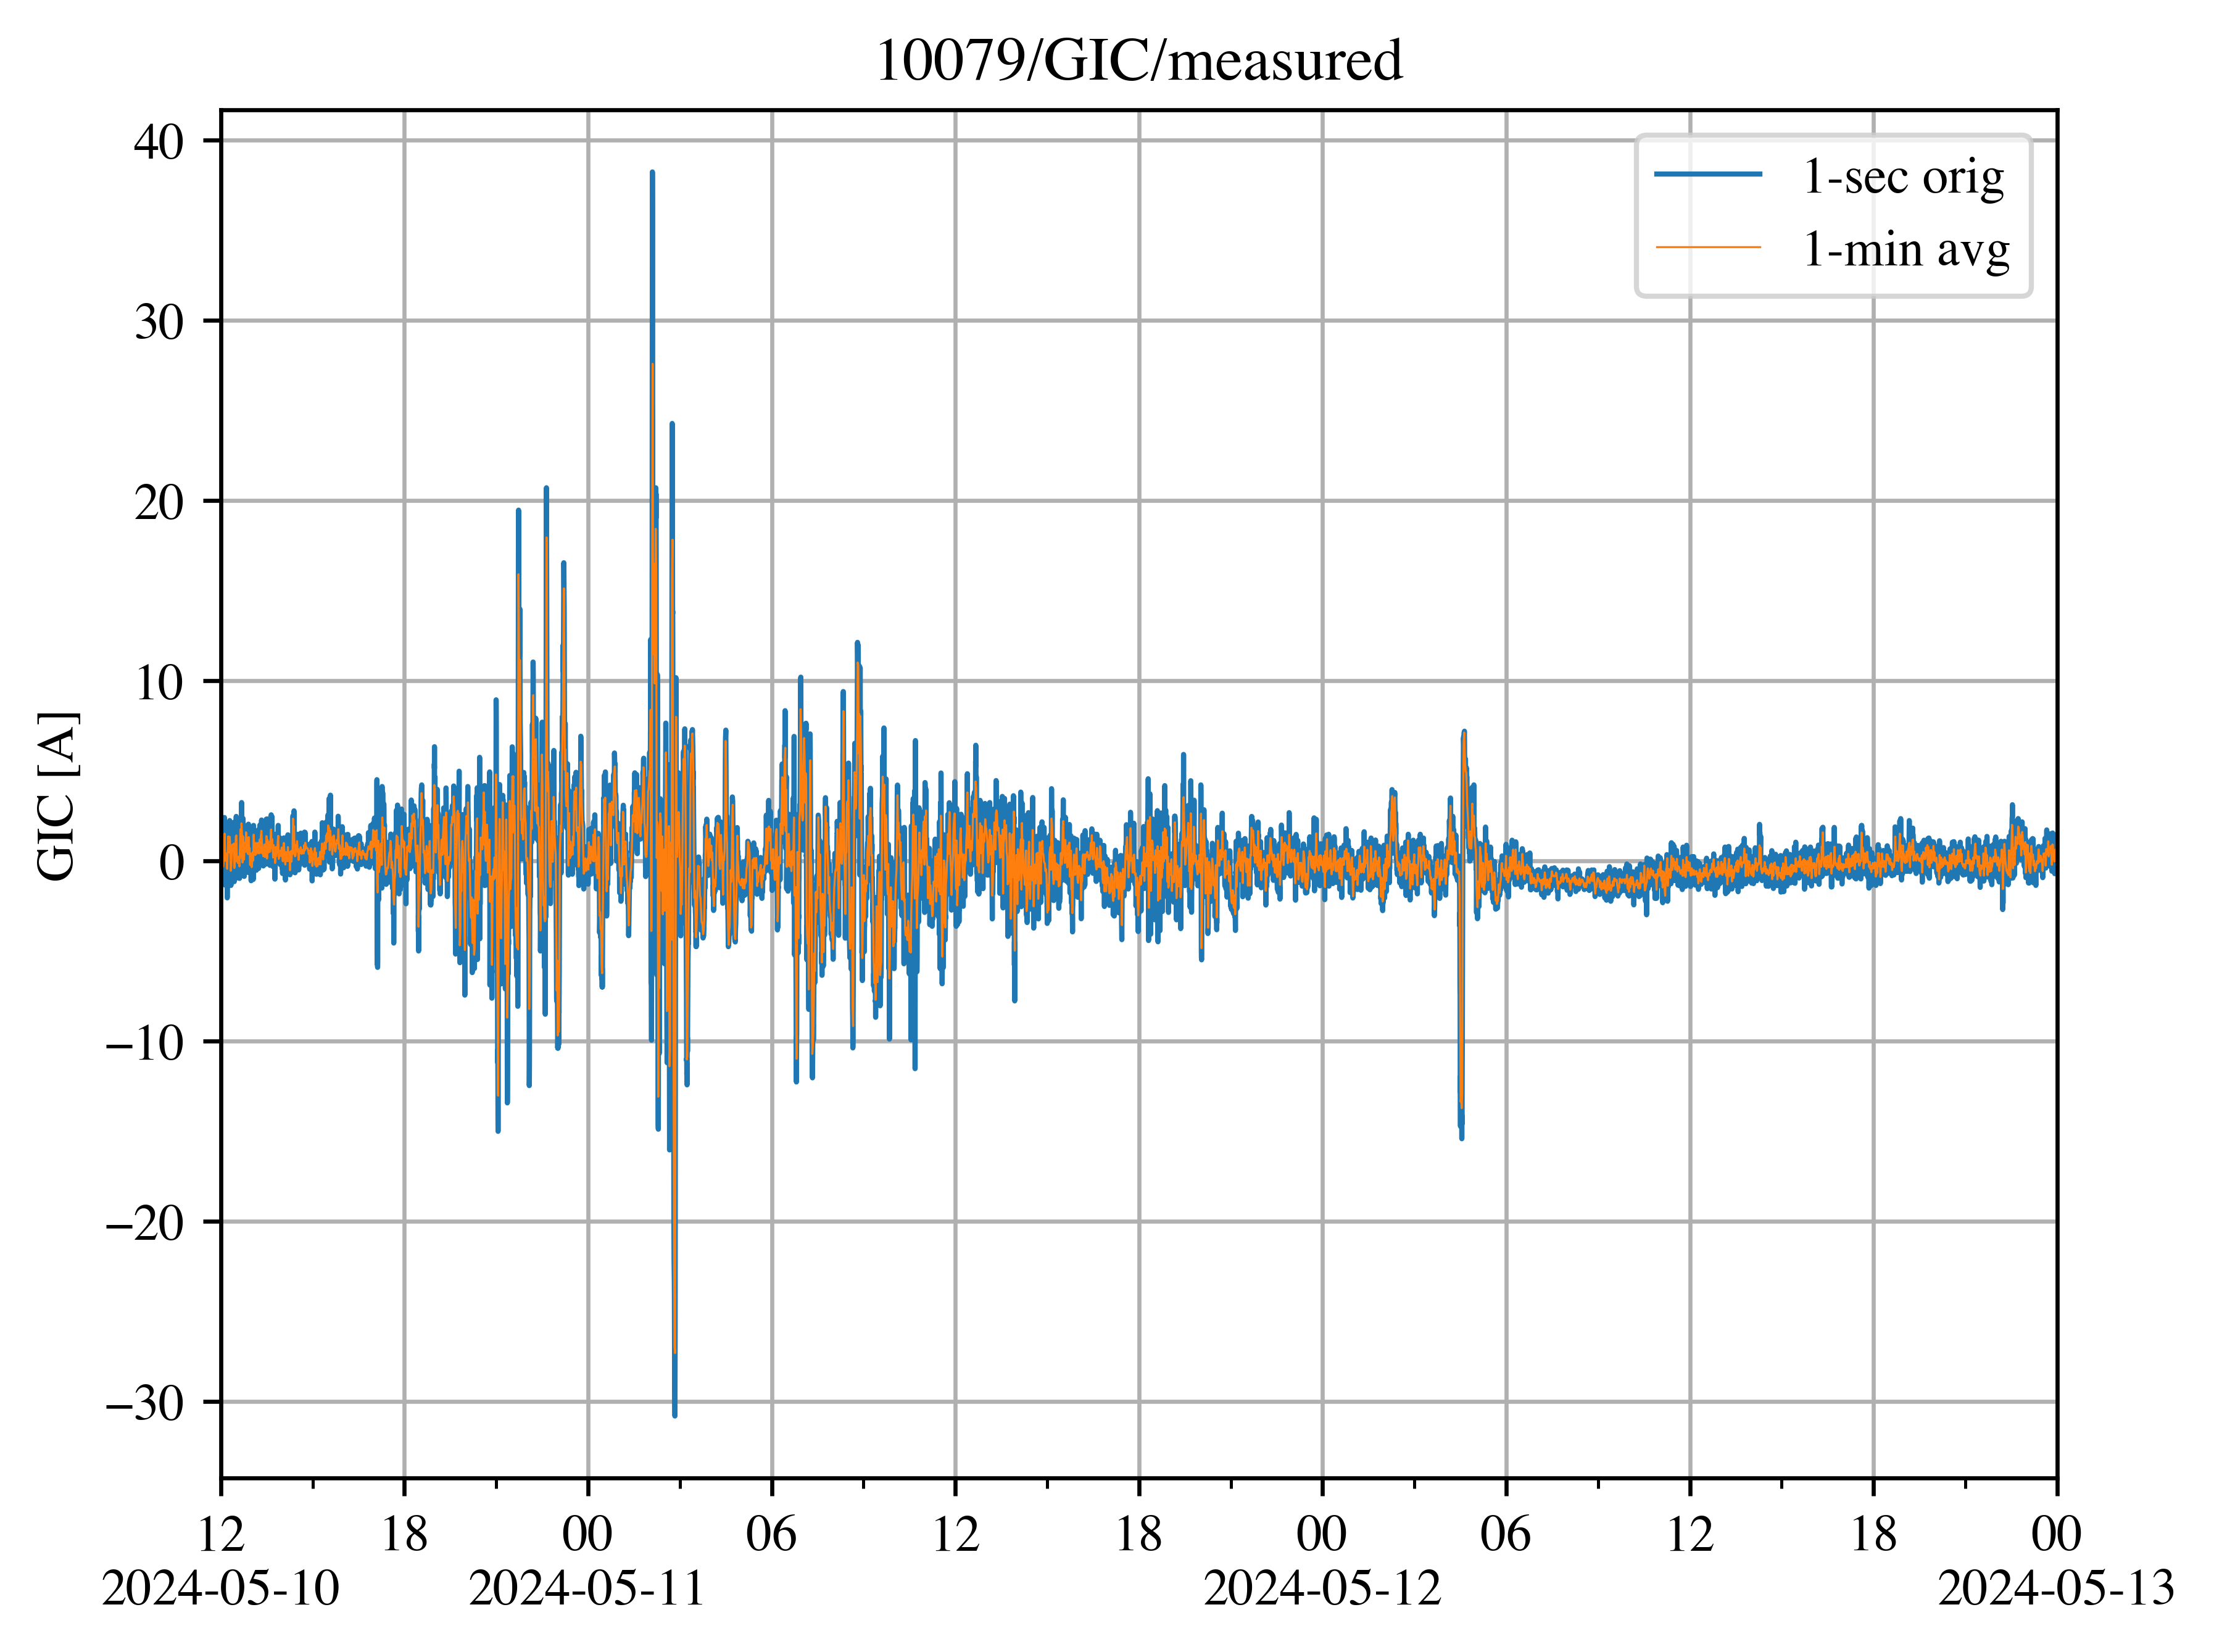 10079/GIC/measured
40
30
20
10
0
−10
−20
−30
GIC [A]
1-sec orig
1-min avg
12 18 00 06 12 18 00 06 12 18 00
2024-05-10 2024-05-11 2024-05-12 2024-05-13